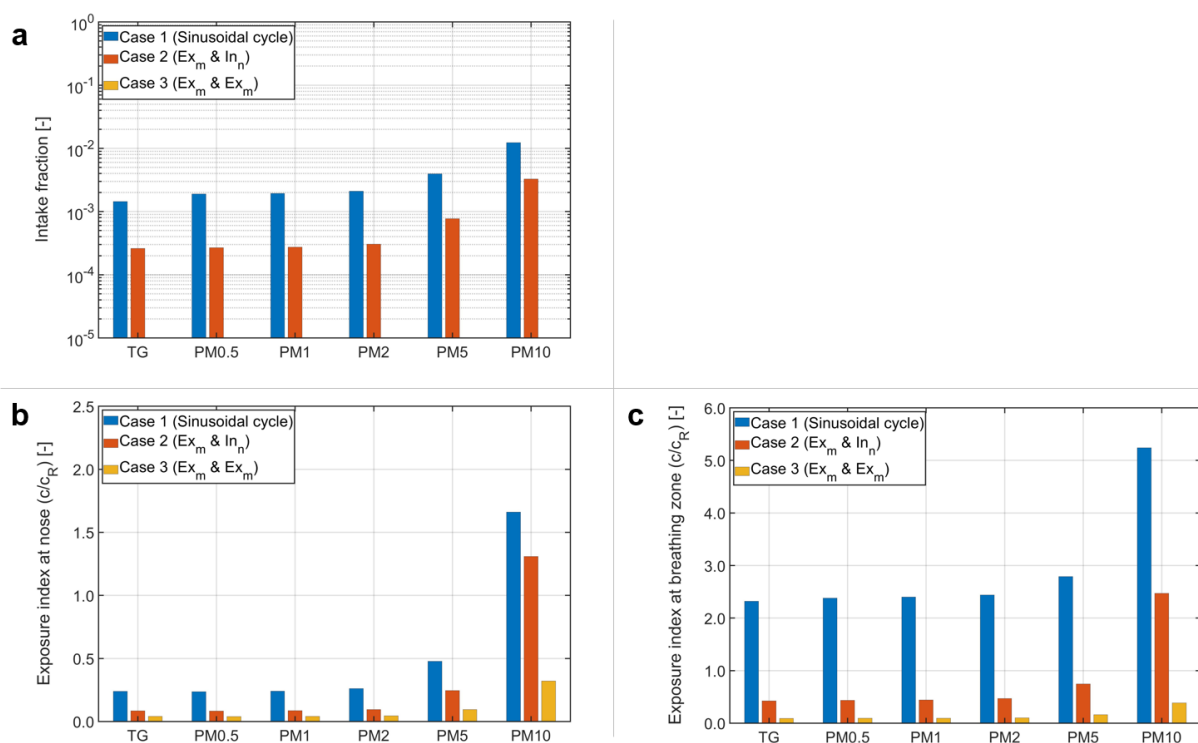 a
10^0
10^-1
10^-2
10^-3
10^-4
10^-5
Intake fraction [-]
Case 1 (Sinusoidal cycle)
Case 2 (Ex_m & In_n)
Case 3 (Ex_m & Ex_m)
TG PM0.5 PM1 PM2 PM5 PM10
b
2.5
2.0
1.5
1.0
0.5
0.0
Exposure index at nose (c/c_R) [-]
Case 1 (Sinusoidal cycle)
Case 2 (Ex_m & In_n)
Case 3 (Ex_m & Ex_m)
TG PM0.5 PM1 PM2 PM5 PM10
c
6.0
5.0
4.0
3.0
2.0
1.0
0.0
Exposure index at breathing zone (c/c_R) [-]
Case 1 (Sinusoidal cycle)
Case 2 (Ex_m & In_n)
Case 3 (Ex_m & Ex_m)
TG PM0.5 PM1 PM2 PM5 PM10